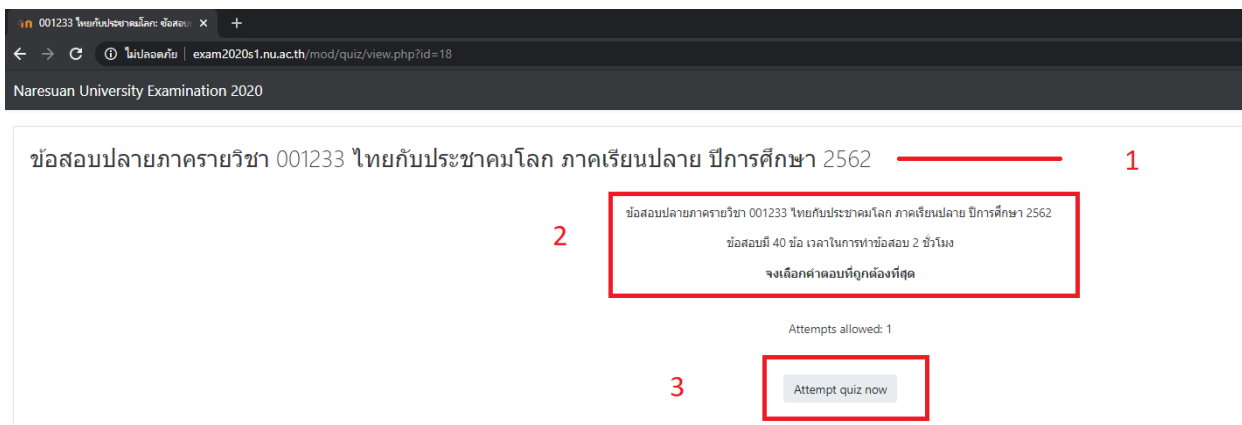 001233 ไทยกับประชาคมโลก: ข้อสอบ
ไม่ปลอดภัย | exam2020s1.nu.ac.th/mod/quiz/view.php?id=18
Naresuan University Examination 2020
ข้อสอบปลายภาครายวิชา 001233 ไทยกับประชาคมโลก ภาคเรียนปลาย ปีการศึกษา 2562 1
ข้อสอบปลายภาครายวิชา 001233 ไทยกับประชาคมโลก ภาคเรียนปลาย ปีการศึกษา 2562
2 ข้อสอบมี 40 ข้อ เวลาในการทำข้อสอบ 2 ชั่วโมง
จงเลือกคำตอบที่ถูกต้องที่สุด
Attempts allowed: 1
3 Attempt quiz now